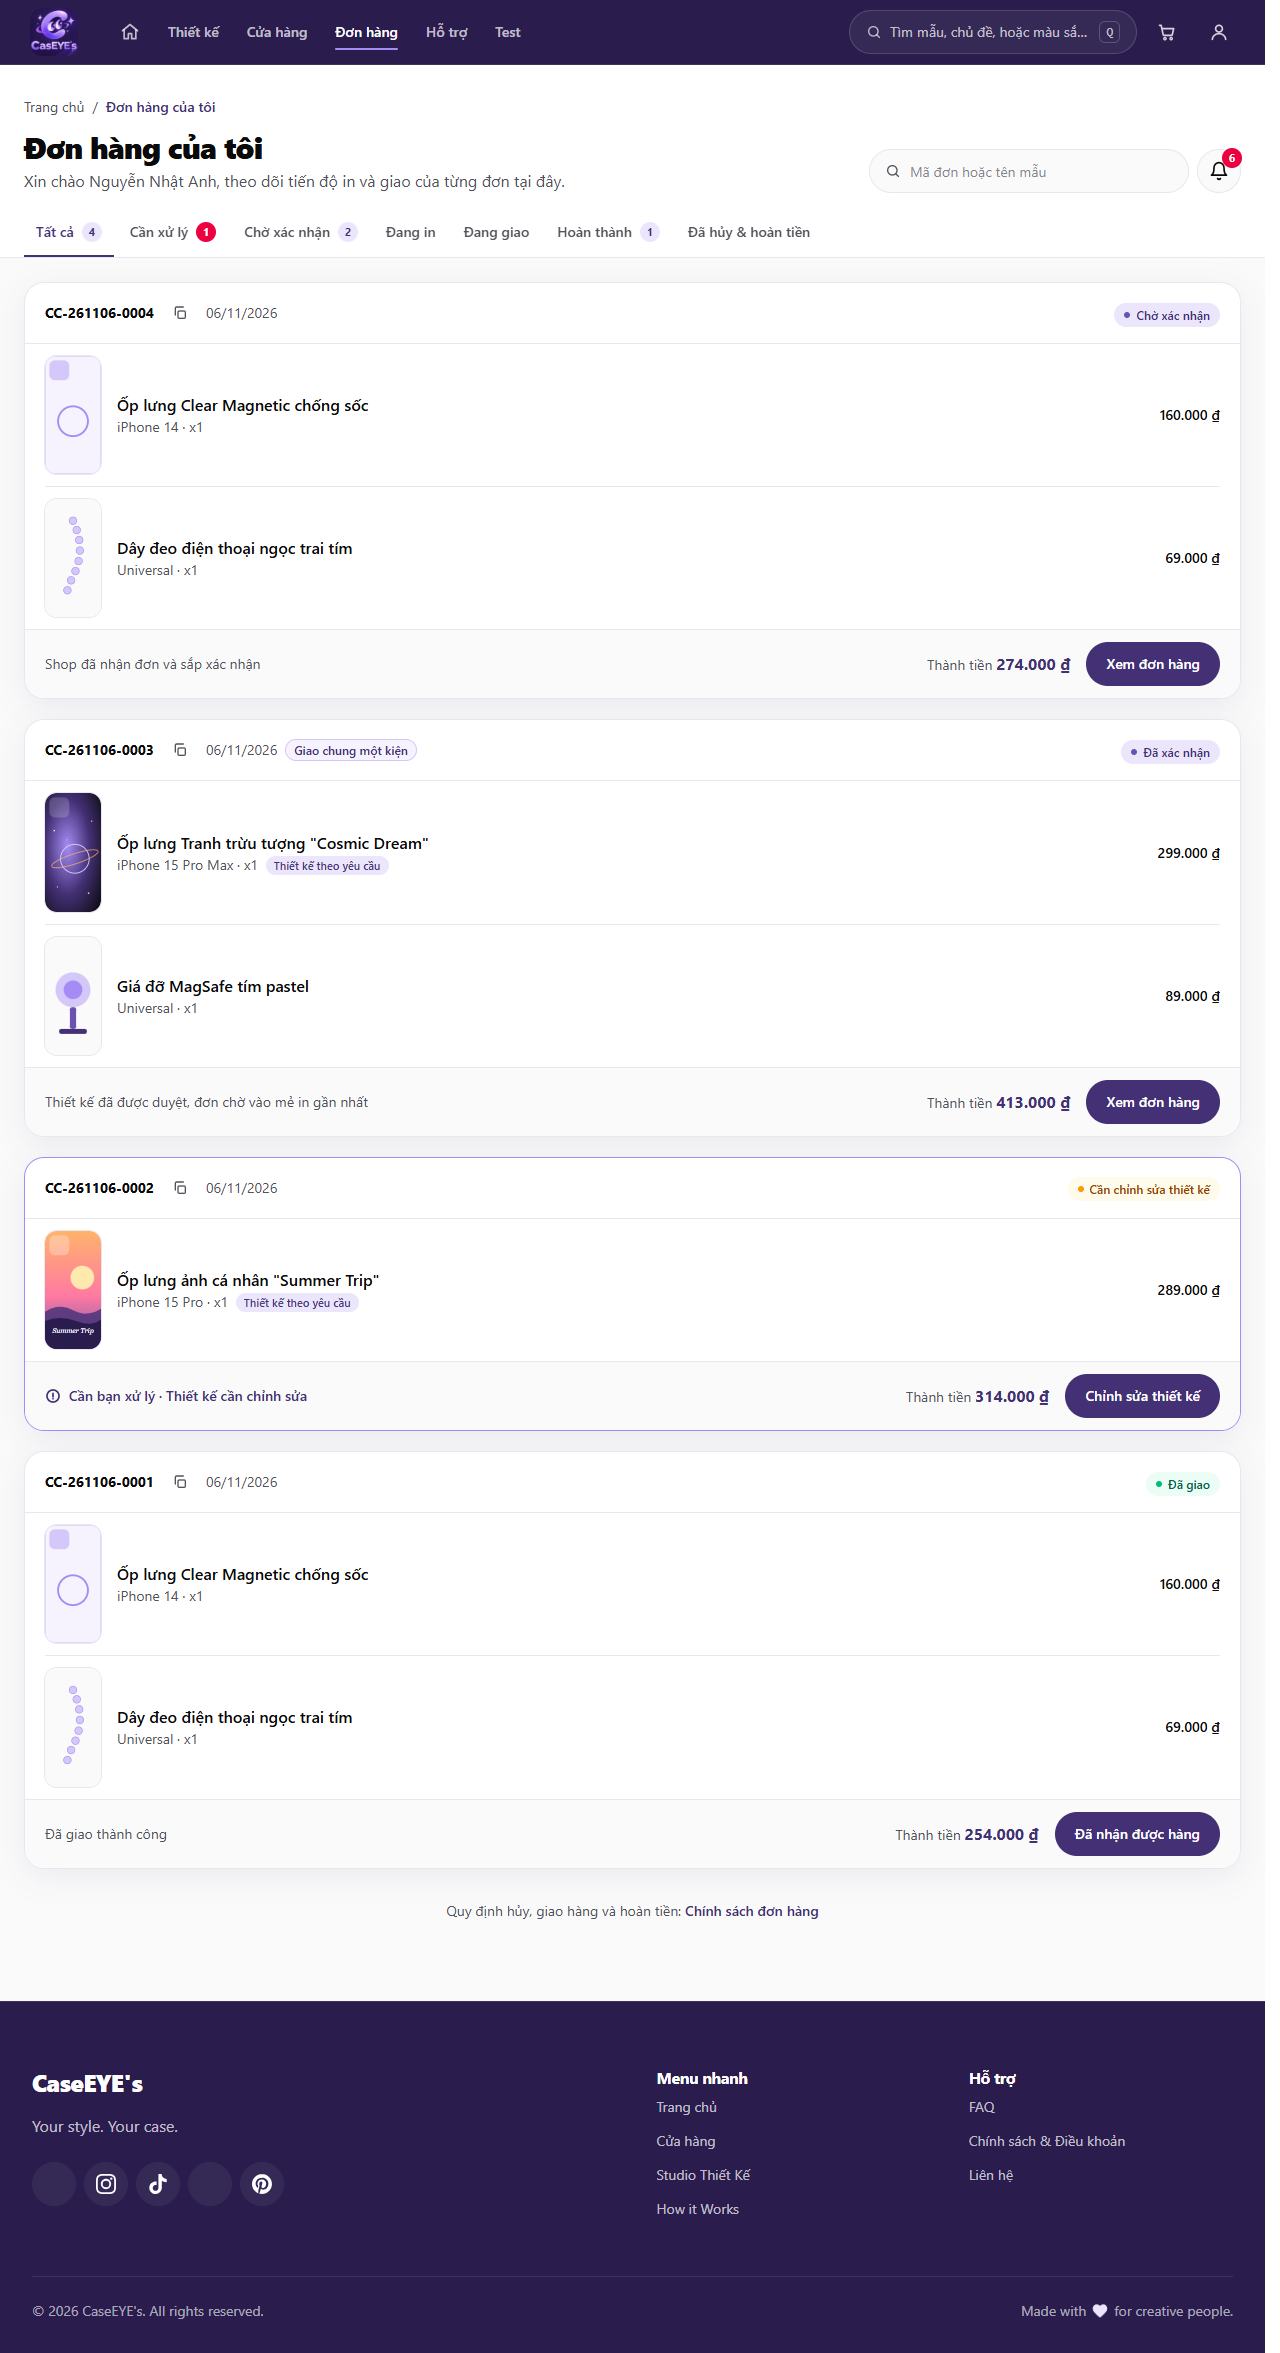 CasEYE's
Thiết kế
Cửa hàng
Đơn hàng
Hỗ trợ
Test
Tìm mẫu, chủ đề, hoặc màu sắ...
Q
Trang chủ / Đơn hàng của tôi
Đơn hàng của tôi
Xin chào Nguyễn Nhật Anh, theo dõi tiến độ in và giao của từng đơn tại đây.
Mã đơn hoặc tên mẫu
6
Tất cả 4
Cần xử lý 1
Chờ xác nhận 2
Đang in
Đang giao
Hoàn thành 1
Đã hủy & hoàn tiền
CC-261106-0004
06/11/2026
Chờ xác nhận
Ốp lưng Clear Magnetic chống sốc
iPhone 14 · x1
160.000 ₫
Dây đeo điện thoại ngọc trai tím
Universal · x1
69.000 ₫
Shop đã nhận đơn và sắp xác nhận
Thành tiền 274.000 ₫
Xem đơn hàng
CC-261106-0003
06/11/2026
Giao chung một kiện
Đã xác nhận
Ốp lưng Tranh trừu tượng "Cosmic Dream"
iPhone 15 Pro Max · x1
Thiết kế theo yêu cầu
299.000 ₫
Giá đỡ MagSafe tím pastel
Universal · x1
89.000 ₫
Thiết kế đã được duyệt, đơn chờ vào mẻ in gần nhất
Thành tiền 413.000 ₫
Xem đơn hàng
CC-261106-0002
06/11/2026
Cần chỉnh sửa thiết kế
Summer Trip
Ốp lưng ảnh cá nhân "Summer Trip"
iPhone 15 Pro · x1
Thiết kế theo yêu cầu
289.000 ₫
Cần bạn xử lý · Thiết kế cần chỉnh sửa
Thành tiền 314.000 ₫
Chỉnh sửa thiết kế
CC-261106-0001
06/11/2026
Đã giao
Ốp lưng Clear Magnetic chống sốc
iPhone 14 · x1
160.000 ₫
Dây đeo điện thoại ngọc trai tím
Universal · x1
69.000 ₫
Đã giao thành công
Thành tiền 254.000 ₫
Đã nhận được hàng
Quy định hủy, giao hàng và hoàn tiền: Chính sách đơn hàng
CaseEYE's
Your style. Your case.
Menu nhanh
Trang chủ
Cửa hàng
Studio Thiết Kế
How it Works
Hỗ trợ
FAQ
Chính sách & Điều khoản
Liên hệ
© 2026 CaseEYE's. All rights reserved.
Made with 🤍 for creative people.